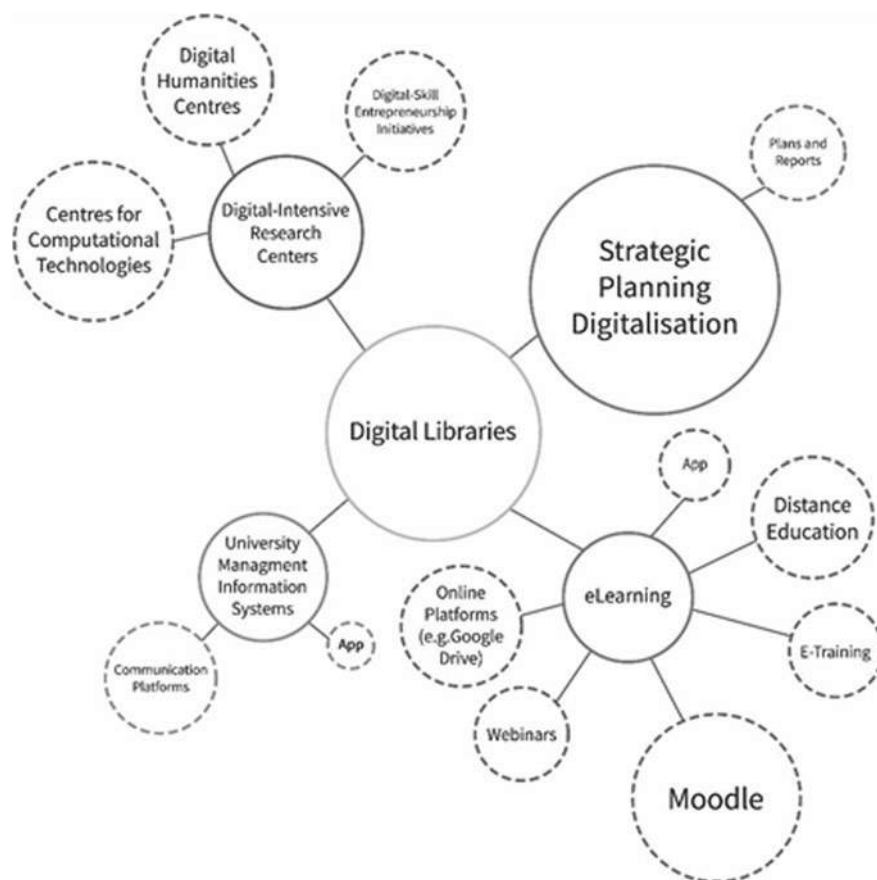 Digital
Humanities
Centres
Digital-Skill
Entrepreneurship
Initiatives
Plans and
Reports
Centres for
Computational
Technologies
Digital-Intensive
Research
Centers
Strategic
Planning
Digitalisation
Digital Libraries
App
Distance
Education
University
Managment
Information
Systems
Online
Platforms
(e.g.Google
Drive)
eLearning
App
E-Training
Communication
Platforms
Webinars
Moodle